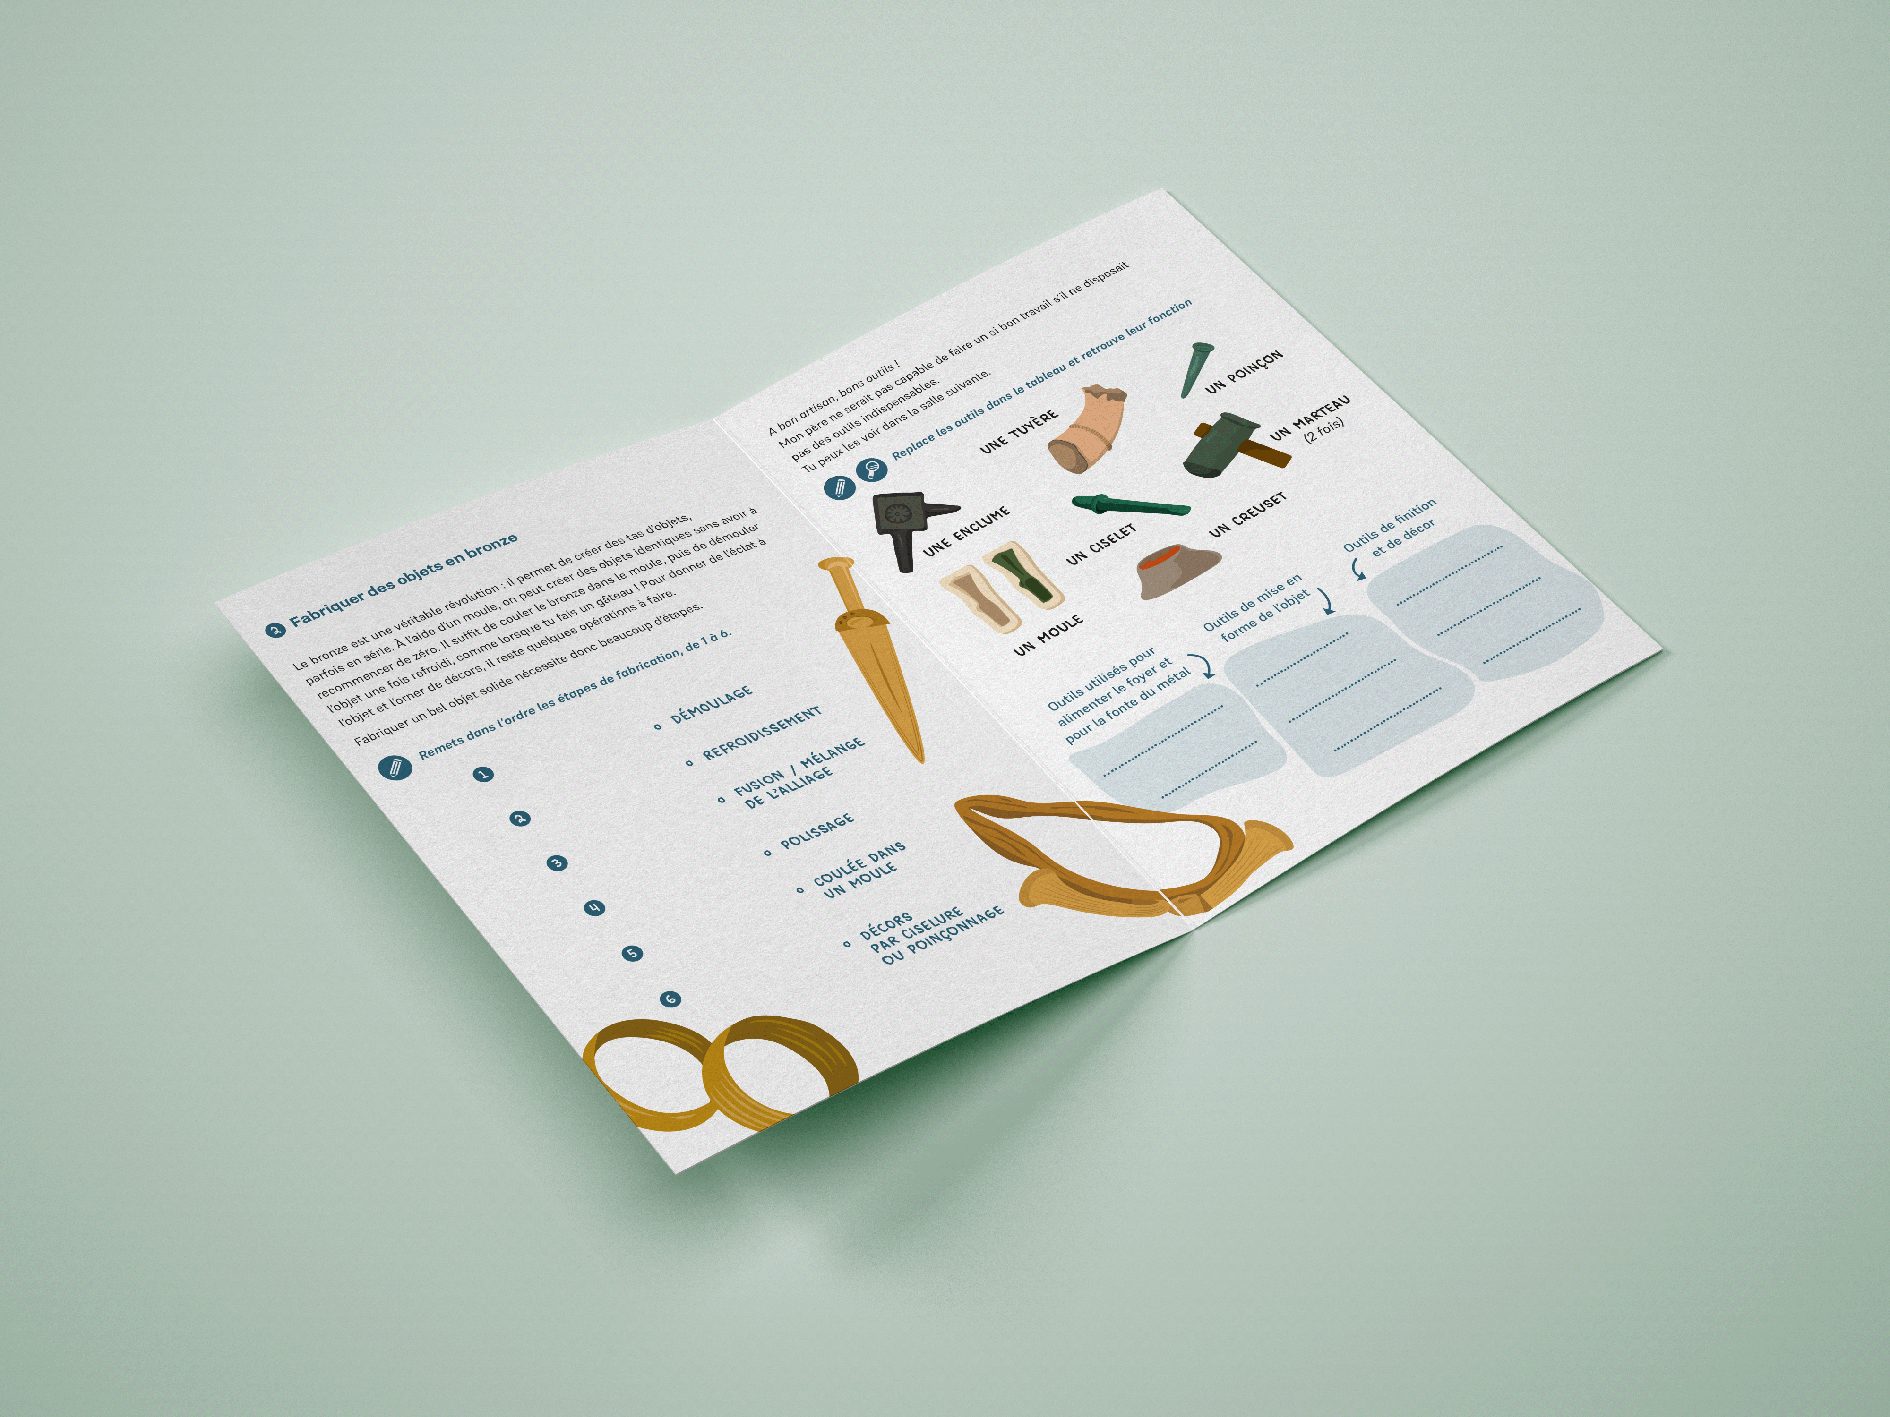 2 Fabriquer des objets en bronze
Le bronze est une véritable révolution : il permet de créer des tas d'objets,
parfois en série. À l'aide d'un moule, on peut créer des objets identiques sans avoir à
recommencer de zéro. Il suffit de couler le bronze dans le moule, puis de démouler
l'objet une fois refroidi, comme lorsque tu fais un gâteau ! Pour donner de l'éclat à
l'objet et l'orner de décors, il reste quelques opérations à faire.
Fabriquer un bel objet solide nécessite donc beaucoup d'étapes.
Remets dans l'ordre les étapes de fabrication, de 1 à 6.
1
2
3
4
5
6
DÉMOULAGE
REFROIDISSEMENT
FUSION / MÉLANGE
DE L'ALLIAGE
POLISSAGE
COULÉE DANS
UN MOULE
DÉCORS
PAR CISELURE
OU POINÇONNAGE
A bon artisan, bons outils !
Mon père ne serait pas capable de faire un si bon travail s'il ne disposait
pas des outils indispensables.
Tu peux les voir dans la salle suivante.
Replace les outils dans le tableau et retrouve leur fonction
UNE TUYÈRE
UN POINÇON
UN MARTEAU
(2 fois)
UNE ENCLUME
UN CISELET
UN CREUSET
UN MOULE
Outils utilisés pour
alimenter le foyer et
pour la fonte du métal
Outils de mise en
forme de l'objet
Outils de finition
et de décor